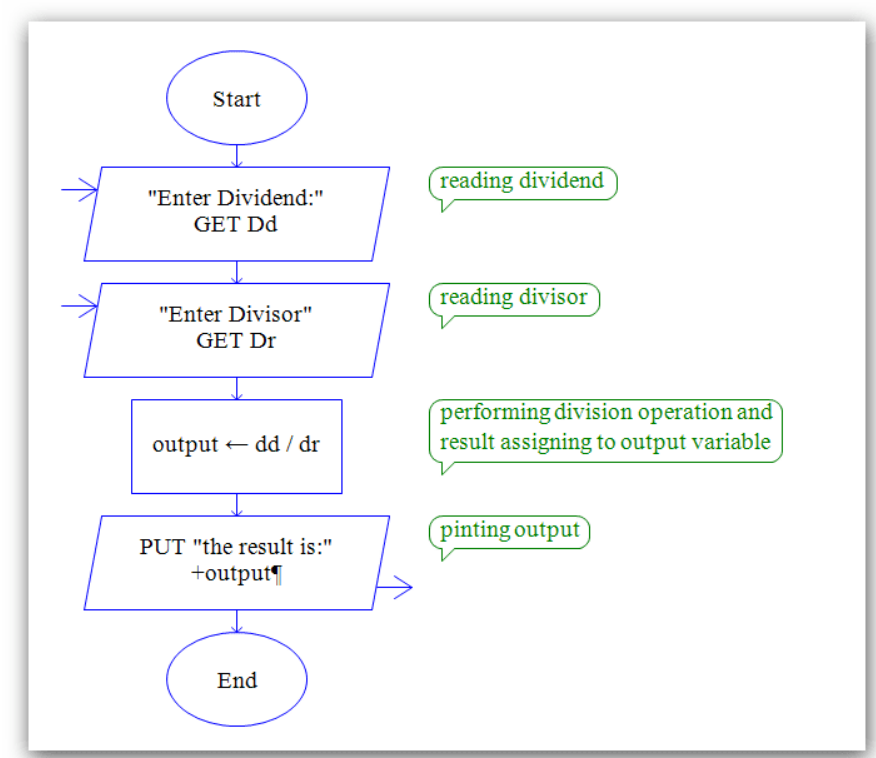 Start
"Enter Dividend:"
GET Dd
reading dividend
"Enter Divisor"
GET Dr
reading divisor
output ← dd / dr
performing division operation and
result assigning to output variable
PUT "the result is:"
+output¶
pinting output
End